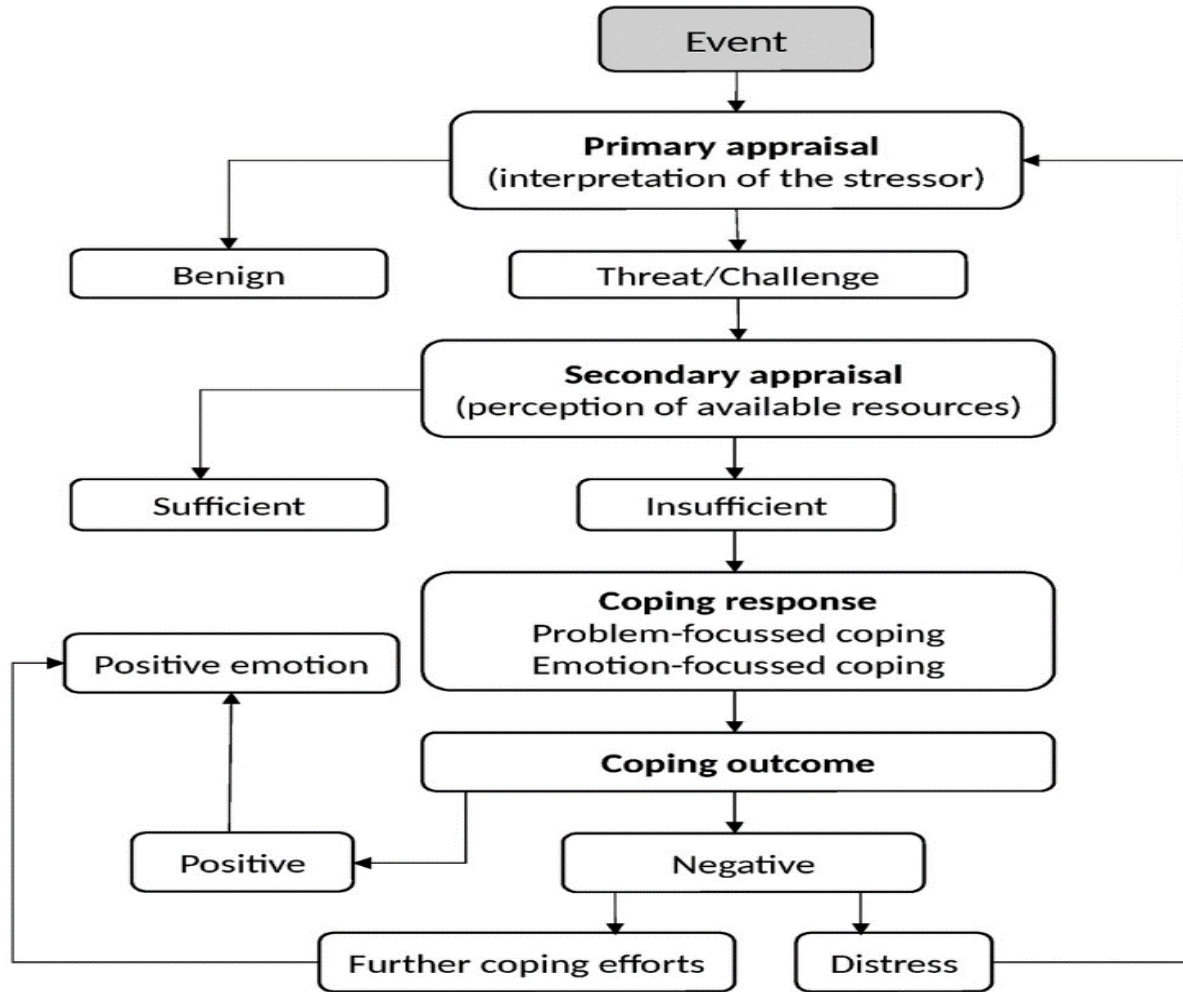 Event
Primary appraisal
(interpretation of the stressor)
Benign
Threat/Challenge
Secondary appraisal
(perception of available resources)
Sufficient
Insufficient
Coping response
Problem-focussed coping
Emotion-focussed coping
Positive emotion
Coping outcome
Positive
Negative
Further coping efforts
Distress